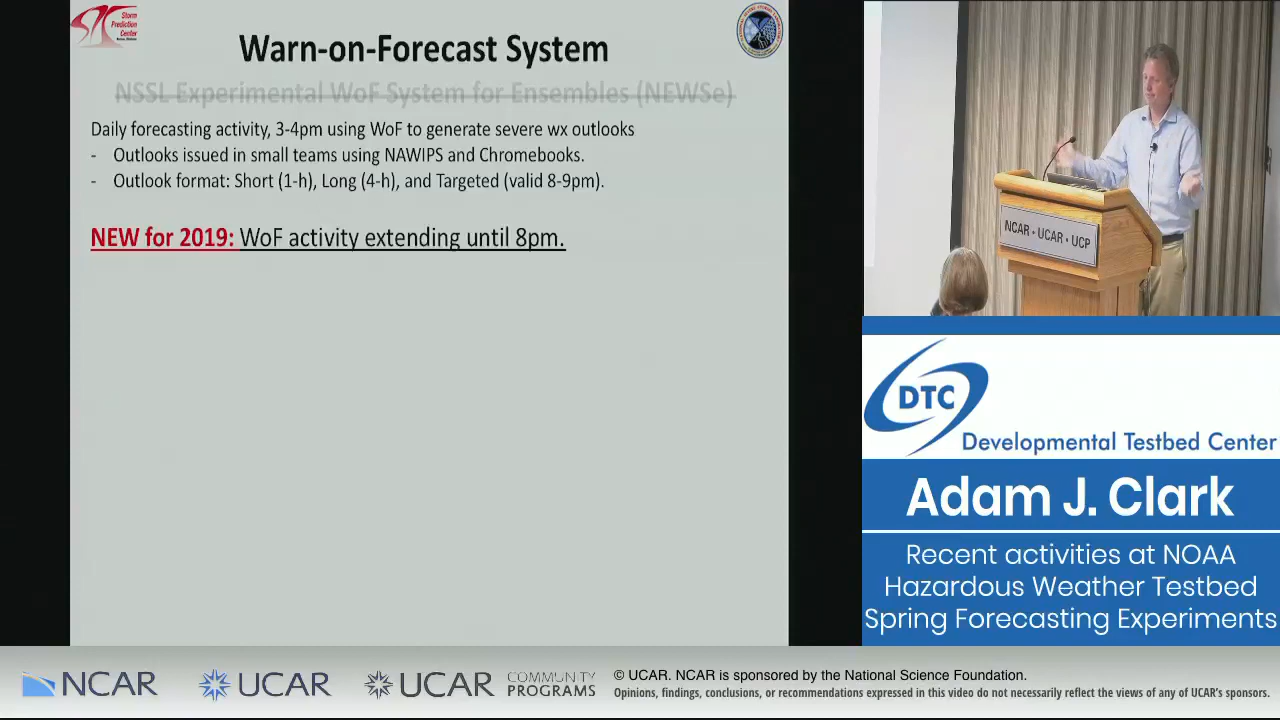 Storm
Prediction
Center
Warn-on-Forecast System
NSSL Experimental WoF System for Ensembles (NEWSe)
Daily forecasting activity, 3-4pm using WoF to generate severe wx outlooks
- Outlooks issued in small teams using NAWIPS and Chromebooks.
- Outlook format: Short (1-h), Long (4-h), and Targeted (valid 8-9pm).
NEW for 2019: WoF activity extending until 8pm.
NCAR • UCAR • UCP
DTC
Developmental Testbed Center
Adam J. Clark
Recent activities at NOAA
Hazardous Weather Testbed
Spring Forecasting Experiments
NCAR
UCAR
UCAR
COMMUNITY
PROGRAMS
© UCAR. NCAR is sponsored by the National Science Foundation.
Opinions, findings, conclusions, or recommendations expressed in this video do not necessarily reflect the views of any of UCAR's sponsors.